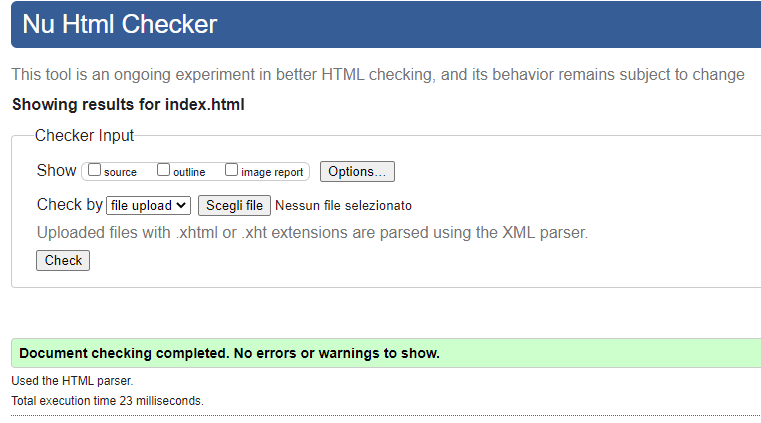 Nu Html Checker
This tool is an ongoing experiment in better HTML checking, and its behavior remains subject to change
Showing results for index.html
Checker Input
Show source outline image report Options...
Check by file upload Scegli file Nessun file selezionato
Uploaded files with .xhtml or .xht extensions are parsed using the XML parser.
Check
Document checking completed. No errors or warnings to show.
Used the HTML parser.
Total execution time 23 milliseconds.